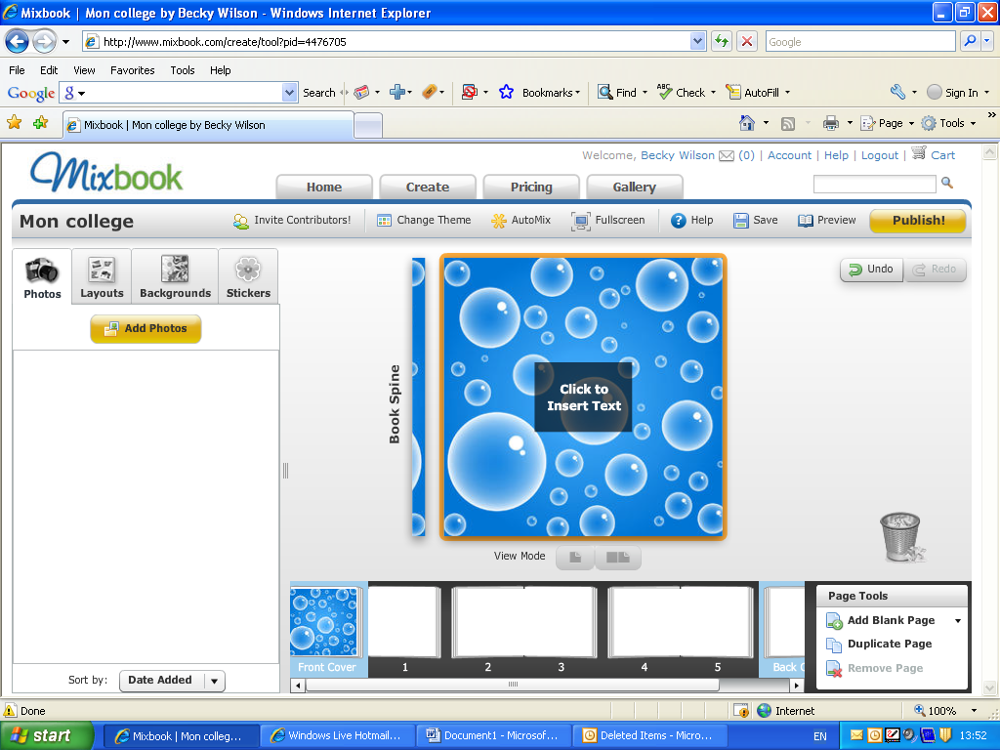 Mixbook | Mon college by Becky Wilson - Windows Internet Explorer
http://www.mixbook.com/create/tool?pid=4476705
Google
File Edit View Favorites Tools Help
Google g Search Bookmarks Find ABC Check AutoFill Sign In
Mixbook | Mon college by Becky Wilson Page Tools »
Mixbook
Welcome, Becky Wilson (0) | Account | Help | Logout | Cart
Home Create Pricing Gallery
Mon college Invite Contributors! Change Theme AutoMix Fullscreen Help Save Preview Publish!
Photos Layouts Backgrounds Stickers
Undo Redo
Add Photos
Book Spine
Click to
Insert Text
View Mode
Page Tools
Add Blank Page
Duplicate Page
Remove Page
Front Cover 1 2 3 4 5 Back C
Sort by: Date Added
Done Internet 100%
start Mixbook | Mon colleg... Windows Live Hotmail... Document1 - Microsof... Deleted Items - Micro... EN 13:52